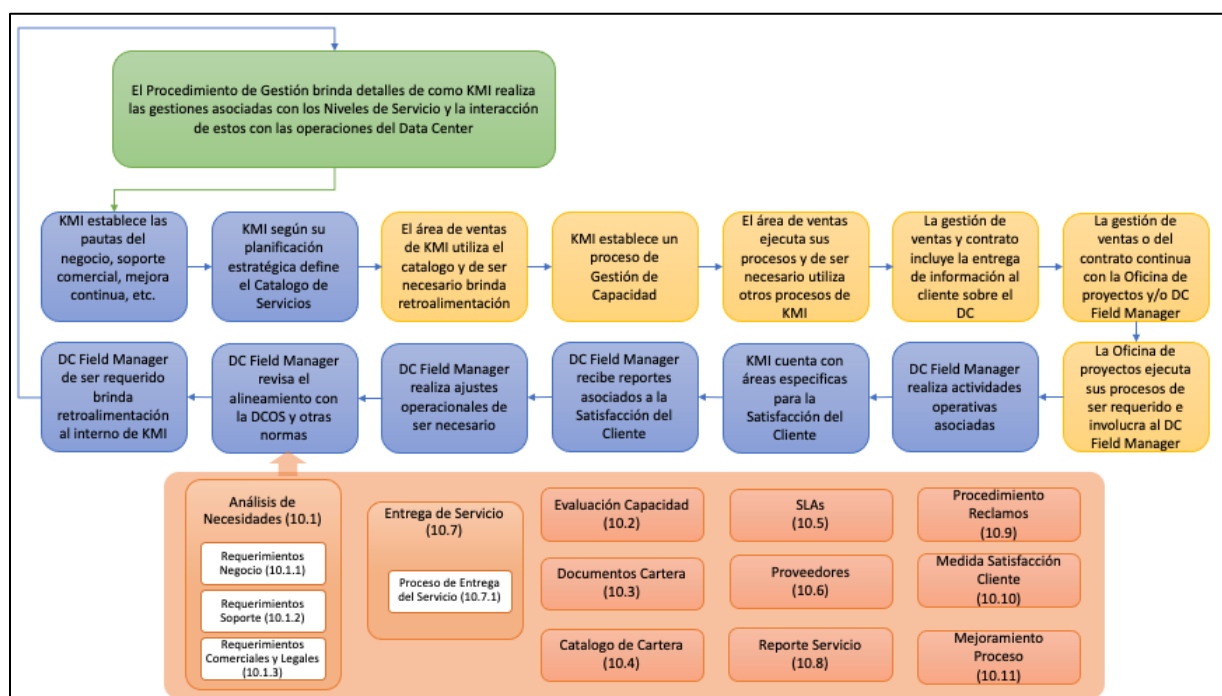 El Procedimiento de Gestión brinda detalles de como KMI realiza
las gestiones asociadas con los Niveles de Servicio y la interacción
de estos con las operaciones del Data Center
KMI establece las
pautas del
negocio, soporte
comercial, mejora
continua, etc.
KMI según su
planificación
estratégica define
el Catalogo de
Servicios
El área de ventas
de KMI utiliza el
catalogo y de ser
necesario brinda
retroalimentación
KMI establece un
proceso de
Gestión de
Capacidad
El área de ventas
ejecuta sus
procesos y de ser
necesario utiliza
otros procesos de
KMI
La gestión de
ventas y contrato
incluye la entrega
de información al
cliente sobre el
DC
La gestión de
ventas o del
contrato continua
con la Oficina de
proyectos y/o DC
Field Manager
DC Field Manager
de ser requerido
brinda
retroalimentación
al interno de KMI
DC Field Manager
revisa el
alineamiento con
la DCOS y otras
normas
DC Field Manager
realiza ajustes
operacionales de
ser necesario
DC Field Manager
recibe reportes
asociados a la
Satisfacción del
Cliente
KMI cuenta con
áreas especificas
para la
Satisfacción del
Cliente
DC Field Manager
realiza actividades
operativas
asociadas
La Oficina de
proyectos ejecuta
sus procesos de
ser requerido e
involucra al DC
Field Manager
Análisis de
Necesidades (10.1)
Requerimientos
Negocio (10.1.1)
Requerimientos
Soporte (10.1.2)
Requerimientos
Comerciales y Legales
(10.1.3)
Entrega de Servicio
(10.7)
Proceso de Entrega
del Servicio (10.7.1)
Evaluación Capacidad
(10.2)
Documentos Cartera
(10.3)
Catalogo de Cartera
(10.4)
SLAs
(10.5)
Proveedores
(10.6)
Reporte Servicio
(10.8)
Procedimiento
Reclamos
(10.9)
Medida Satisfacción
Cliente
(10.10)
Mejoramiento
Proceso
(10.11)